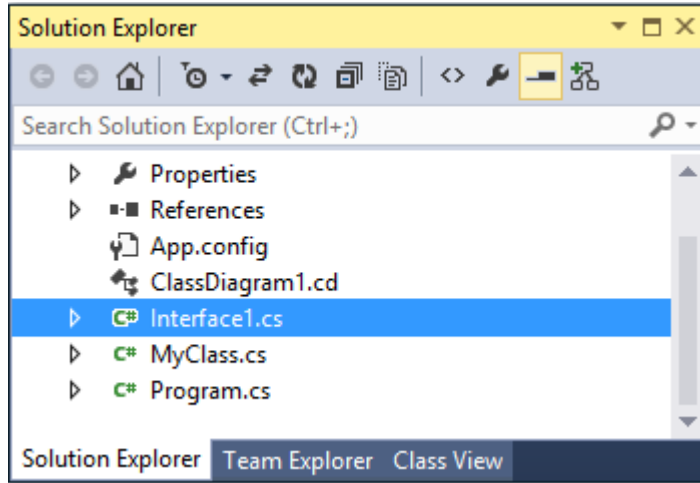 Solution Explorer
Search Solution Explorer (Ctrl+;)
Properties
References
App.config
ClassDiagram1.cd
C# Interface1.cs
C# MyClass.cs
C# Program.cs
Solution Explorer Team Explorer Class View